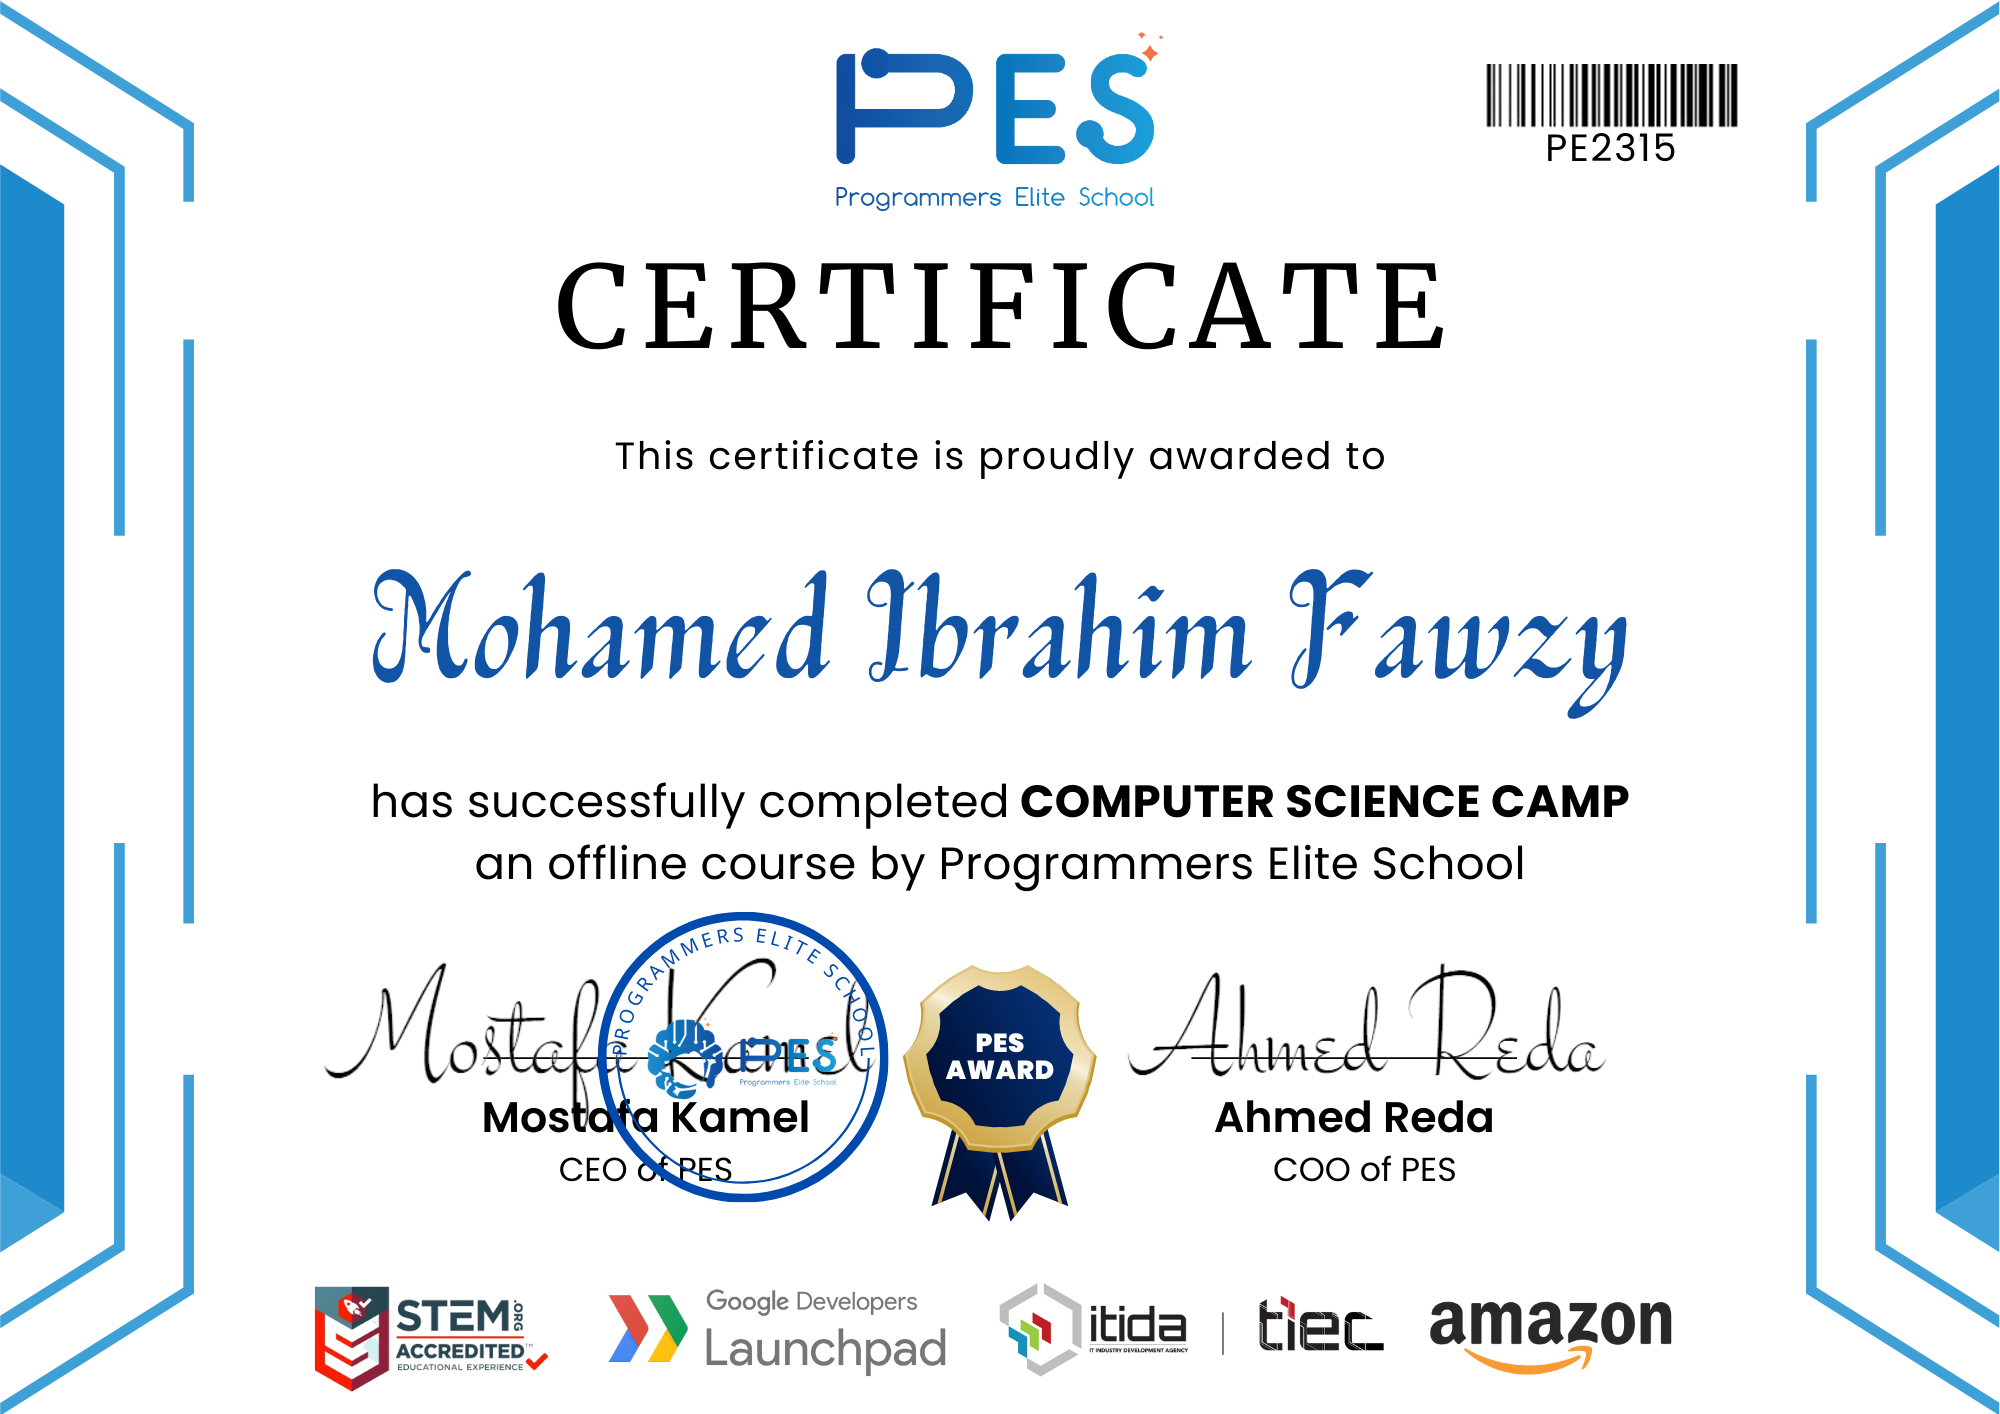 PES
Programmers Elite School
PE2315
CERTIFICATE
This certificate is proudly awarded to
Mohamed Ibrahim Fawzy
has successfully completed COMPUTER SCIENCE CAMP
an offline course by Programmers Elite School
PROGRAMMERS ELITE SCHOOL
Mostafa Kamel
PES
Programmers Elite School
Mostafa Kamel
CEO of PES
PES
AWARD
Ahmed Reda
Ahmed Reda
COO of PES
STEM.ORG
ACCREDITED™
EDUCATIONAL EXPERIENCE
Google Developers
Launchpad
itida
IT INDUSTRY DEVELOPMENT AGENCY
tiec
amazon